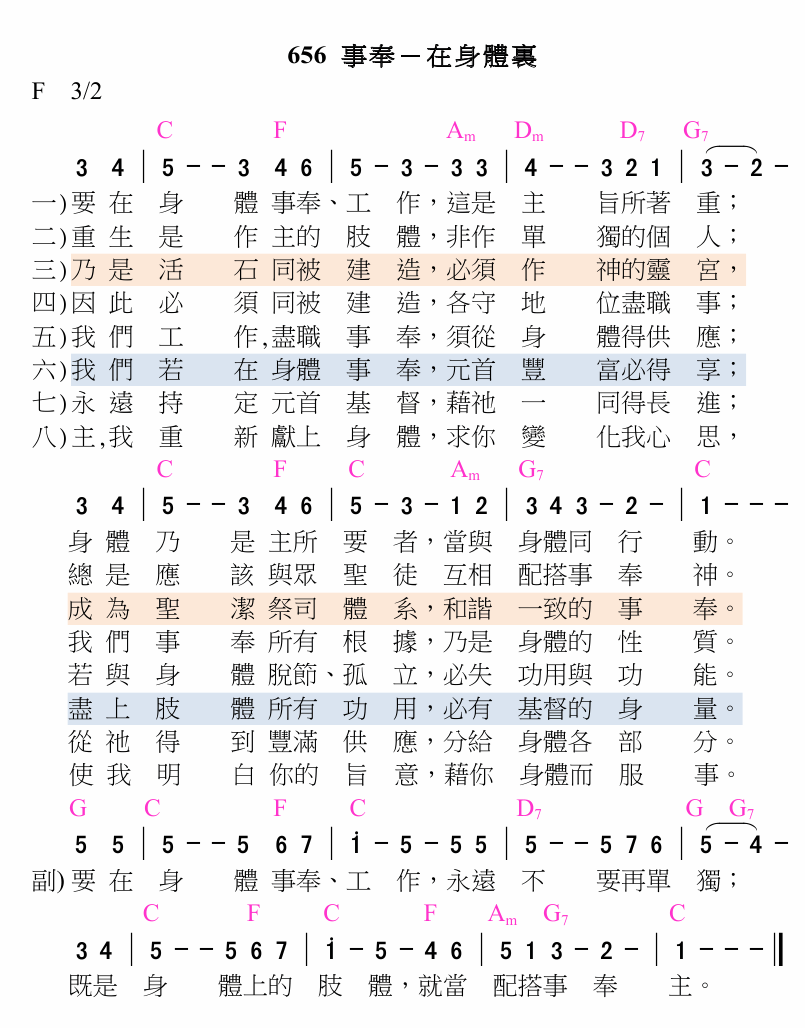 656 事奉－在身體裏
F 3/2
C F Am Dm D7 G7
3 4 | 5 - - 3 4 6 | 5 - 3 - 3 3 | 4 - - 3 2 1 | 3 - 2 -
一)要在身體事奉、工作，這是主旨所著重；
二)重生是作主的肢體，非作單獨的個人；
三)乃是活石同被建造，必須作神的靈宮，
四)因此必須同被建造，各守地位盡職事；
五)我們工作,盡職事奉，須從身體得供應；
六)我們若在身體事奉，元首豐富必得享；
七)永遠持定元首基督，藉祂一同得長進；
八)主,我重新獻上身體，求你變化我心思，
C F C Am G7 C
3 4 | 5 - - 3 4 6 | 5 - 3 - 1 2 | 3 4 3 - 2 - | 1 - - -
身體乃是主所要者，當與身體同行動。
總是應該與眾聖徒互相配搭事奉神。
成為聖潔祭司體系，和諧一致的事奉。
我們事奉所有根據，乃是身體的性質。
若與身體脫節、孤立，必失功用與功能。
盡上肢體所有功用，必有基督的身量。
從祂得到豐滿供應，分給身體各部分。
使我明白你的旨意，藉你身體而服事。
G C F C D7 G G7
5 5 | 5 - - 5 6 7 | i - 5 - 5 5 | 5 - - 5 7 6 | 5 - 4 -
副)要在身體事奉、工作，永遠不要再單獨；
C F C F Am G7 C
3 4 | 5 - - 5 6 7 | i - 5 - 4 6 | 5 1 3 - 2 - | 1 - - - ‖
既是身體上的肢體，就當配搭事奉主。